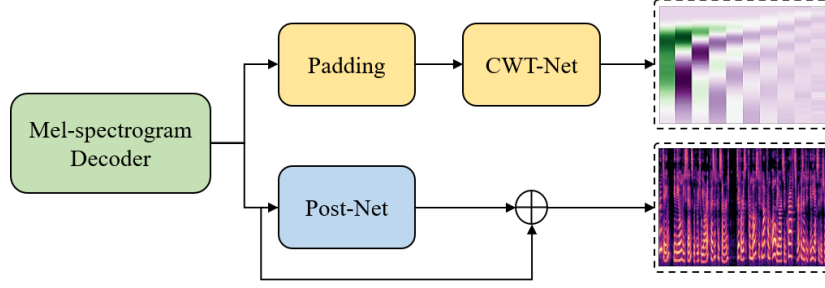 Padding
CWT-Net
Mel-spectrogram
Decoder
Post-Net